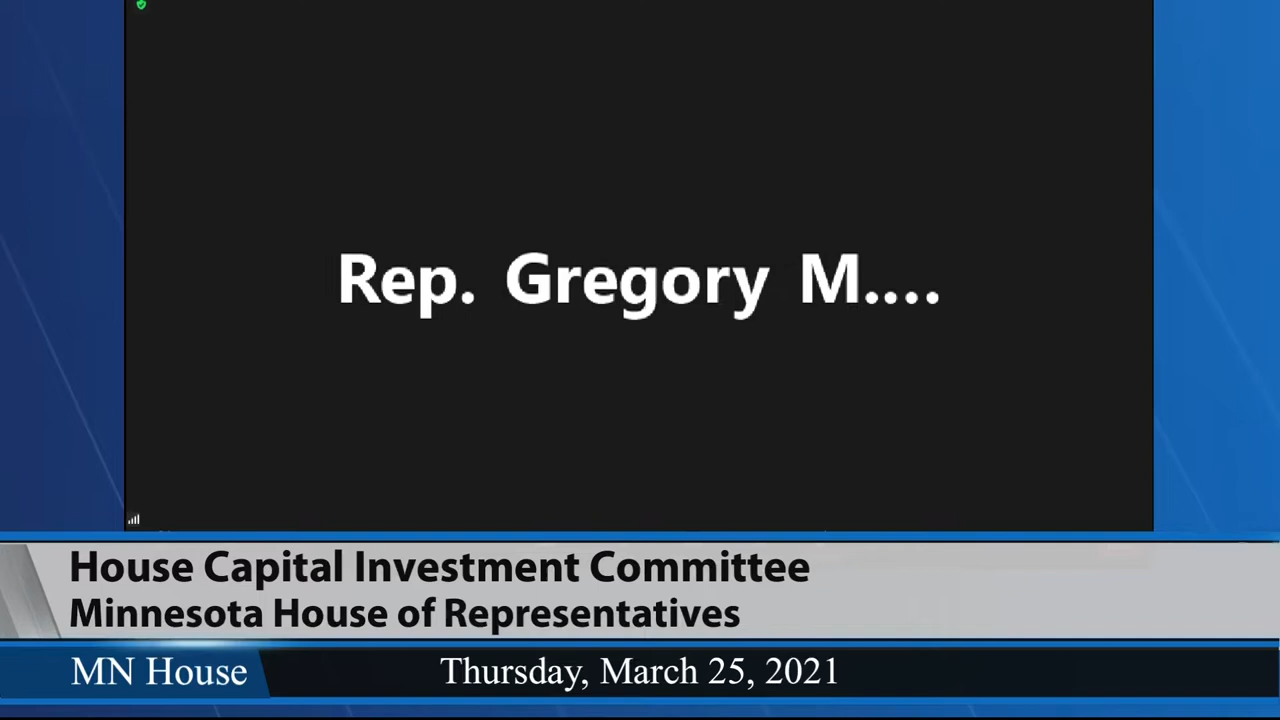 Rep. Gregory M....
House Capital Investment Committee
Minnesota House of Representatives
MN House
Thursday, March 25, 2021